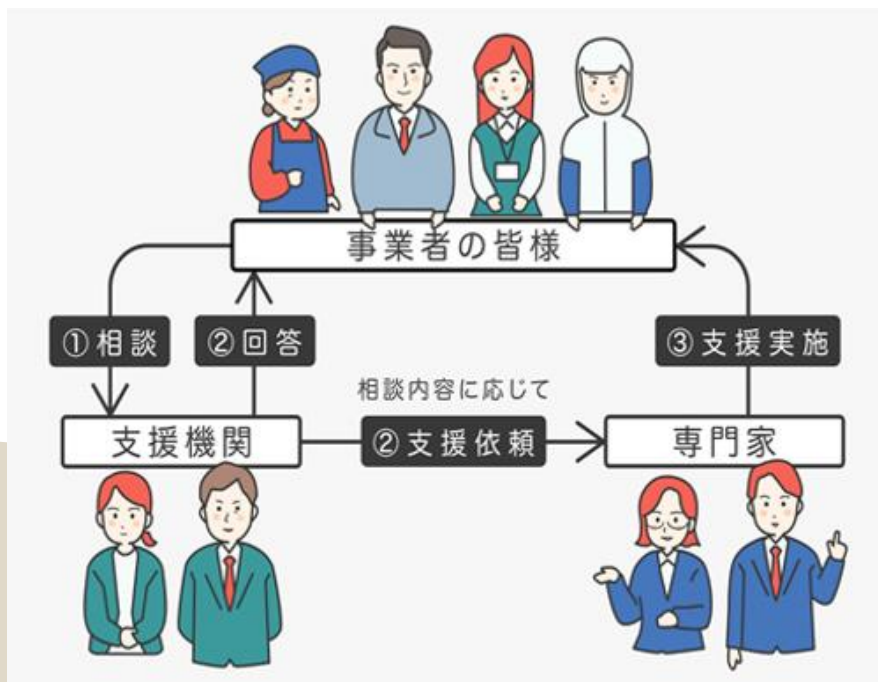 事業者の皆様
①相談
②回答
③支援実施
相談内容に応じて
支援機関
②支援依頼
専門家